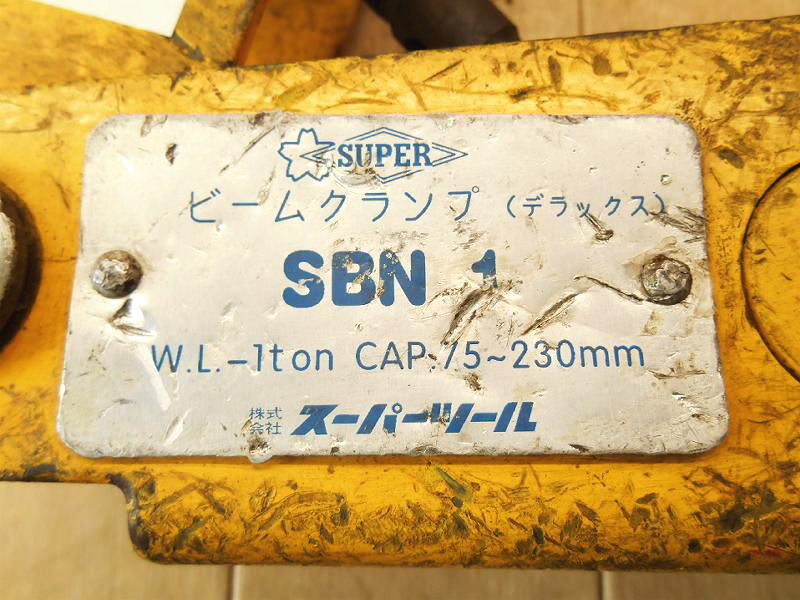 SUPER
ビームクランプ（デラックス）
SBN 1
W.L.-1ton CAP.75~230mm
株式会社 スーパーツール